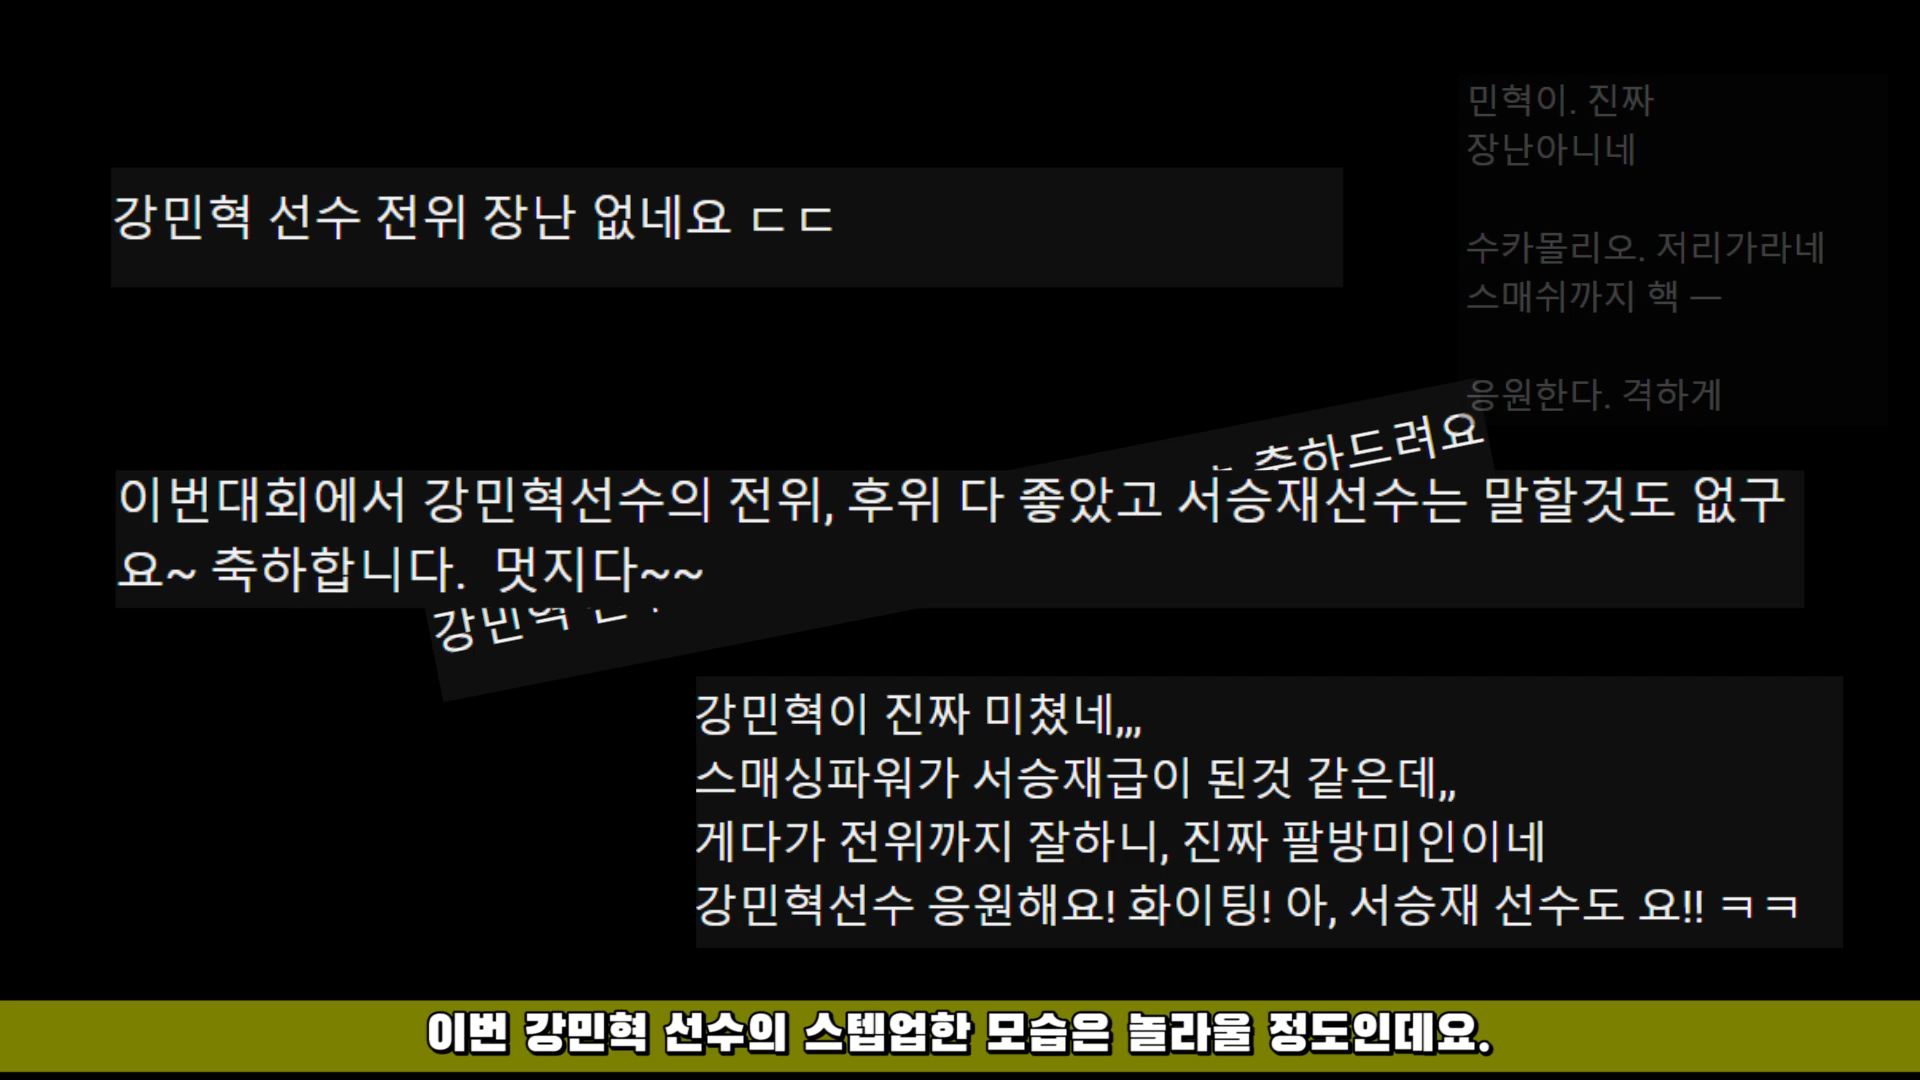 민혁이. 진짜
장난아니네
수카몰리오. 저리가라네
스매쉬까지 핵 ㅡ
응원한다. 격하게
강민혁 선수 전위 장난 없네요 ㄷㄷ
축하드려요
이번대회에서 강민혁선수의 전위, 후위 다 좋았고 서승재선수는 말할것도 없구
요~ 축하합니다.  멋지다~~
강민혁
강민혁이 진짜 미쳤네,,,
스매싱파워가 서승재급이 된것 같은데,,
게다가 전위까지 잘하니, 진짜 팔방미인이네
강민혁선수 응원해요! 화이팅! 아, 서승재 선수도 요!! ㅋㅋ
이번 강민혁 선수의 스텝업한 모습은 놀라울 정도인데요.